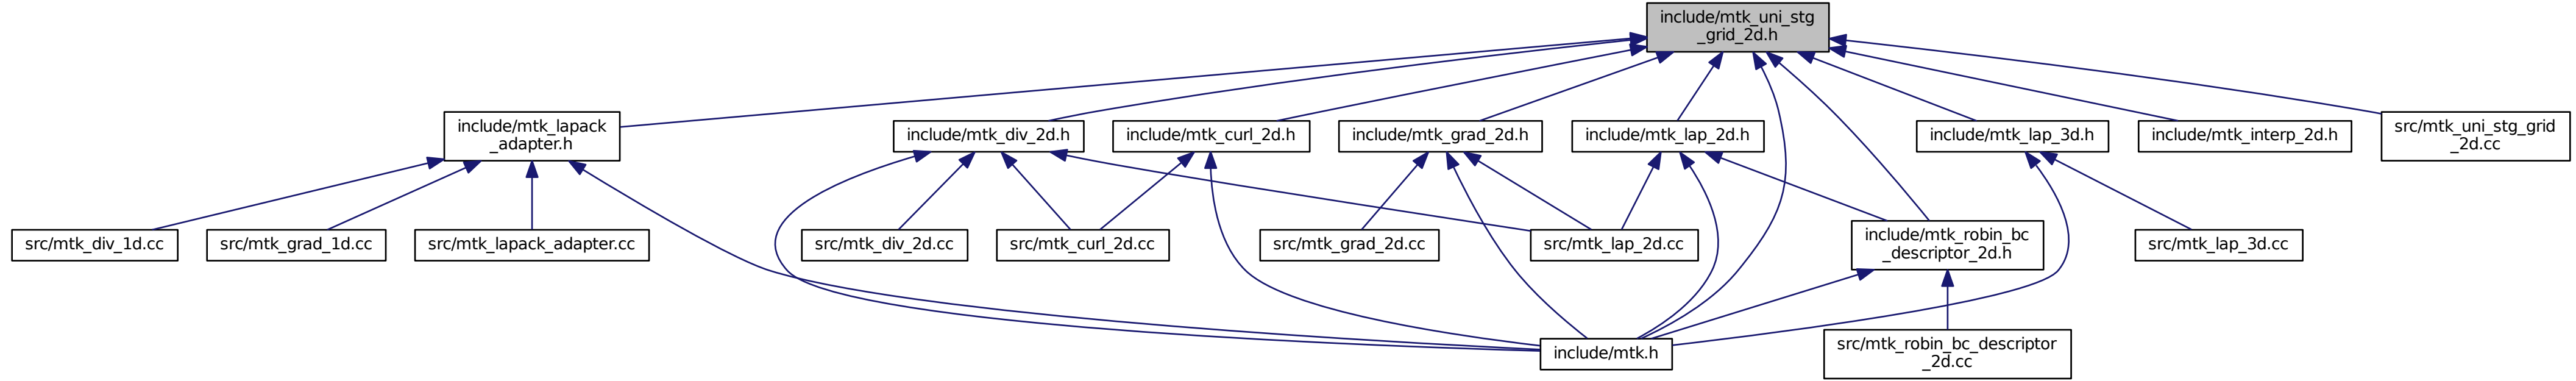 include/mtk_uni_stg
_grid_2d.h
include/mtk_lapack
_adapter.h
include/mtk_div_2d.h
include/mtk_curl_2d.h
include/mtk_grad_2d.h
include/mtk_lap_2d.h
include/mtk_lap_3d.h
include/mtk_interp_2d.h
src/mtk_uni_stg_grid
_2d.cc
src/mtk_div_1d.cc
src/mtk_grad_1d.cc
src/mtk_lapack_adapter.cc
src/mtk_div_2d.cc
src/mtk_curl_2d.cc
src/mtk_grad_2d.cc
src/mtk_lap_2d.cc
include/mtk_robin_bc
_descriptor_2d.h
src/mtk_lap_3d.cc
include/mtk.h
src/mtk_robin_bc_descriptor
_2d.cc